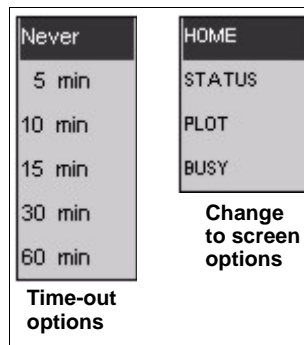 Never
5 min
10 min
15 min
30 min
60 min
Time-out
options
HOME
STATUS
PLOT
BUSY
Change
to screen
options